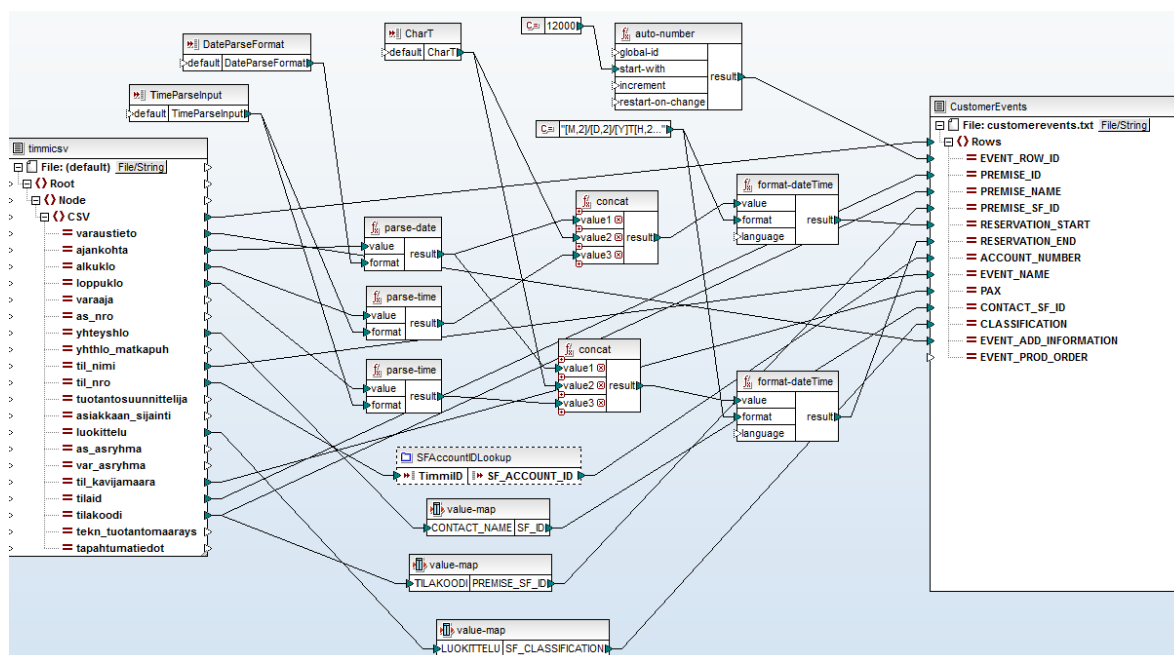 DateParseFormat
default DateParseFormat
TimeParseInput
default TimeParseInput
CharT
default CharT
C= 12000
auto-number
global-id
start-with
increment
restart-on-change
result
C= "[M,2]/[D,2]/[Y]T[H,2..."
timmicsv
File: (default) File/String
Root
Node
CSV
varaustieto
ajankohta
alkuklo
loppuklo
varaaja
as_nro
yhteyshlo
yhthlo_matkapuh
til_nimi
til_nro
tuotantosuunnittelija
asiakkaan_sijainti
luokittelu
as_asryhma
var_asryhma
til_kavijamaara
tilaid
tilakoodi
tekn_tuotantomaarays
tapahtumatiedot
parse-date
value
format
result
parse-time
value
format
result
parse-time
value
format
result
concat
value1
value2
value3
result
concat
value1
value2
value3
result
format-dateTime
value
format
language
result
format-dateTime
value
format
language
result
SFAccountIDLookup
TimmiID SF_ACCOUNT_ID
value-map
CONTACT_NAME SF_ID
value-map
TILAKOODI PREMISE_SF_ID
value-map
LUOKITTELU SF_CLASSIFICATION
CustomerEvents
File: customerevents.txt File/String
Rows
EVENT_ROW_ID
PREMISE_ID
PREMISE_NAME
PREMISE_SF_ID
RESERVATION_START
RESERVATION_END
ACCOUNT_NUMBER
EVENT_NAME
PAX
CONTACT_SF_ID
CLASSIFICATION
EVENT_ADD_INFORMATION
EVENT_PROD_ORDER